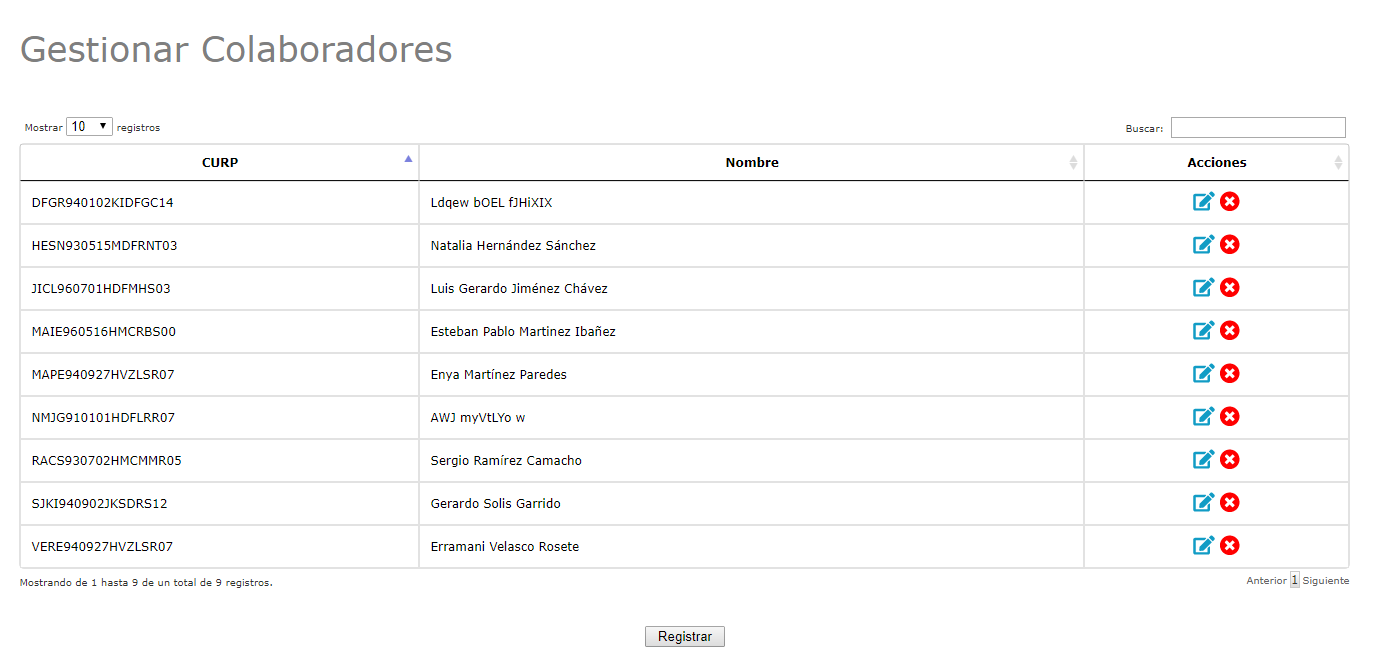 Gestionar Colaboradores
Mostrar 10 registros Buscar:
CURP Nombre Acciones
DFGR940102KIDFGC14 Ldqew bOEL fJHiXIX
HESN930515MDFRNT03 Natalia Hernández Sánchez
JICL960701HDFMHS03 Luis Gerardo Jiménez Chávez
MAIE960516HMCRBS00 Esteban Pablo Martinez Ibañez
MAPE940927HVZLSR07 Enya Martínez Paredes
NMJG910101HDFLRR07 AWJ myVtLYo w
RACS930702HMCMMR05 Sergio Ramírez Camacho
SJKI940902JKSDRS12 Gerardo Solis Garrido
VERE940927HVZLSR07 Erramani Velasco Rosete
Mostrando de 1 hasta 9 de un total de 9 registros. Anterior 1 Siguiente
Registrar